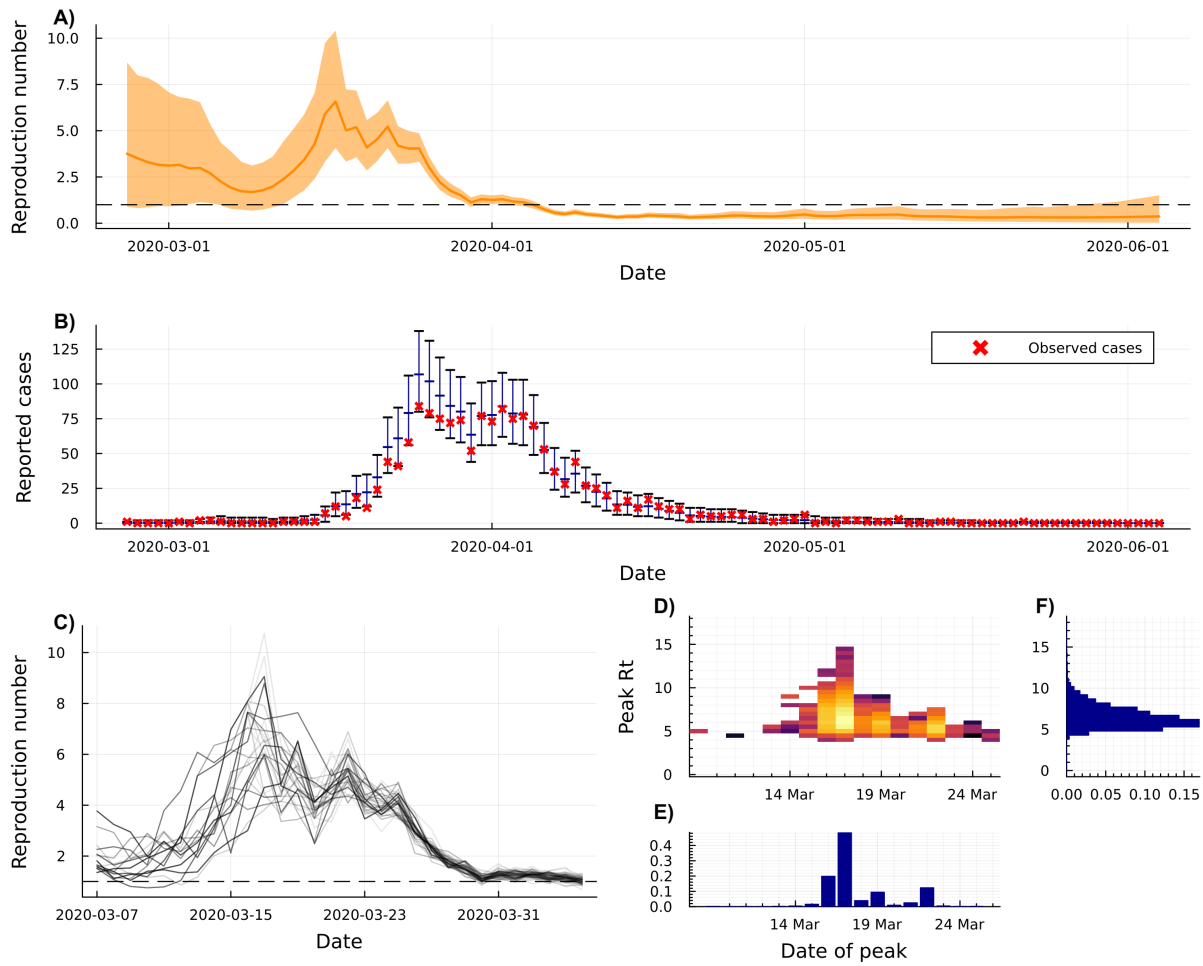 A)
Reproduction number
10.0
7.5
5.0
2.5
0.0
2020-03-01 2020-04-01 2020-05-01 2020-06-01
Date
B)
Reported cases
125
100
75
50
25
0
Observed cases
2020-03-01 2020-04-01 2020-05-01 2020-06-01
Date
C)
Reproduction number
10
8
6
4
2
2020-03-07 2020-03-15 2020-03-23 2020-03-31
Date
D)
Peak Rt
15
10
5
0
14 Mar 19 Mar 24 Mar
F)
15
10
5
0
0.00 0.05 0.10 0.15
E)
0.4
0.3
0.2
0.1
0.0
14 Mar 19 Mar 24 Mar
Date of peak